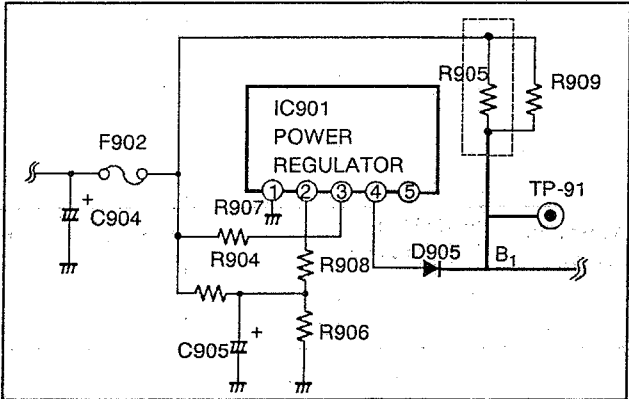 R905
R909
IC901
POWER
REGULATOR
F902
1 2 3 4 5
+
C904
R907
R904
TP-91
D905
B1
R908
C905
+
R906